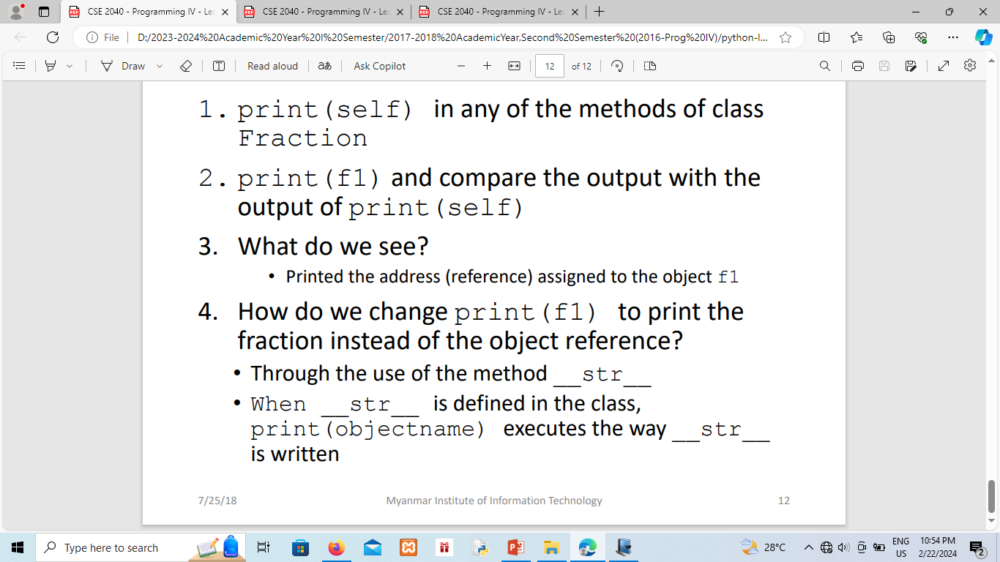 CSE 2040 - Programming IV - Lec
CSE 2040 - Programming IV - Lec
CSE 2040 - Programming IV - Lec
File
D:/2023-2024%20Academic%20Year%20I%20Semester/2017-2018%20AcademicYear,Second%20Semester%20(2016-Prog%20IV)/python-l...
Draw
Read aloud
aあ
Ask Copilot
12
of 12
1. print(self) in any of the methods of class
Fraction
2. print(f1) and compare the output with the
output of print(self)
3. What do we see?
• Printed the address (reference) assigned to the object f1
4. How do we change print(f1) to print the
fraction instead of the object reference?
• Through the use of the method __str__
• When __str__ is defined in the class,
print(objectname) executes the way __str__
is written
7/25/18
Myanmar Institute of Information Technology
12
Type here to search
28°C
ENG
US
10:54 PM
2/22/2024
2